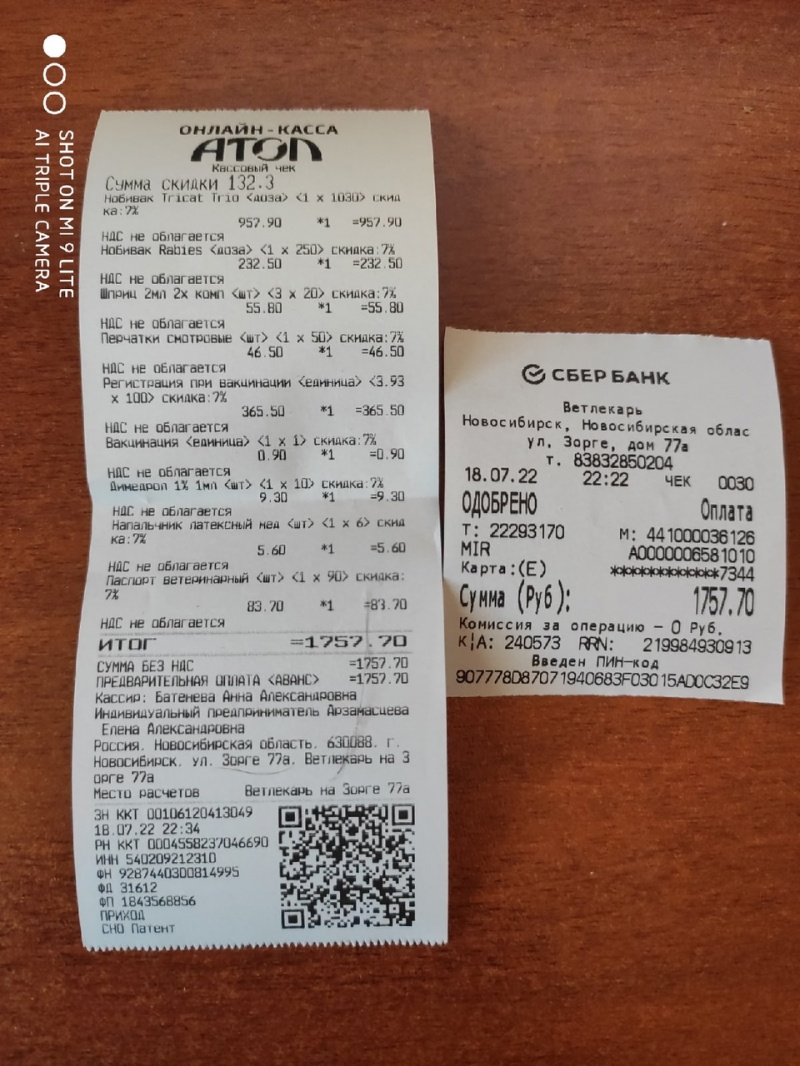 SHOT ON MI 9 LITE
AI TRIPLE CAMERA
ОНЛАЙН-КАССА
АТОЛ
Кассовый чек
Сумма скидки 132.3
Нобивак Tricat Trio <доза> <1 x 1030> скид
ка:7%
957.90 *1 =957.90
НДС не облагается
Нобивак Rabies <доза> <1 x 250> скидка:7%
232.50 *1 =232.50
НДС не облагается
Шприц 2мл 2х комп <шт> <3 x 20> скидка:7%
55.80 *1 =55.80
НДС не облагается
Перчатки смотровые <шт> <1 x 50> скидка:7%
46.50 *1 =46.50
НДС не облагается
Регистрация при вакцинации <единица> <3.93
x 100> скидка:7%
365.50 *1 =365.50
НДС не облагается
Вакцинация <единица> <1 x 1> скидка:7%
0.90 *1 =0.90
НДС не облагается
Димедрол 1% 1мл <шт> <1 x 10> скидка:7%
9.30 *1 =9.30
НДС не облагается
Напальчник латексный мед <шт> <1 x 6> скид
ка:7%
5.60 *1 =5.60
НДС не облагается
Паспорт ветеринарный <шт> <1 x 90> скидка:
7%
83.70 *1 =83.70
НДС не облагается
ИТОГ =1757.70
СУММА БЕЗ НДС =1757.70
ПРЕДВАРИТЕЛЬНАЯ ОПЛАТА <АВАНС> =1757.70
Кассир: Батенева Анна Александровна
Индивидуальный предприниматель Арзамасцева
Елена Александровна
Россия. Новосибирская область. 630088. г.
Новосибирск. ул. Зорге 77а. Ветлекарь на З
орге 77а
Место расчетов Ветлекарь на Зорге 77а
ЗН ККТ 00106120413049
18.07.22 22:34
РН ККТ 0004558237046690
ИНН 540209212310
ФН 9287440300814995
ФД 31612
ФП 1843568856
ПРИХОД
СНО Патент
СБЕР БАНК
Ветлекарь
Новосибирск, Новосибирская облас
ул. Зорге, дом 77а
т. 83832850204
18.07.22 22:22 ЧЕК 0030
ОДОБРЕНО Оплата
Т: 22293170 М: 441000036126
MIR A0000006581010
Карта:(E) ************7344
Сумма (Руб): 1757.70
Комиссия за операцию – 0 Руб.
К¦А: 240573 RRN: 219984930913
Введен ПИН-код
907778D87071940683F03015AD0C32E9